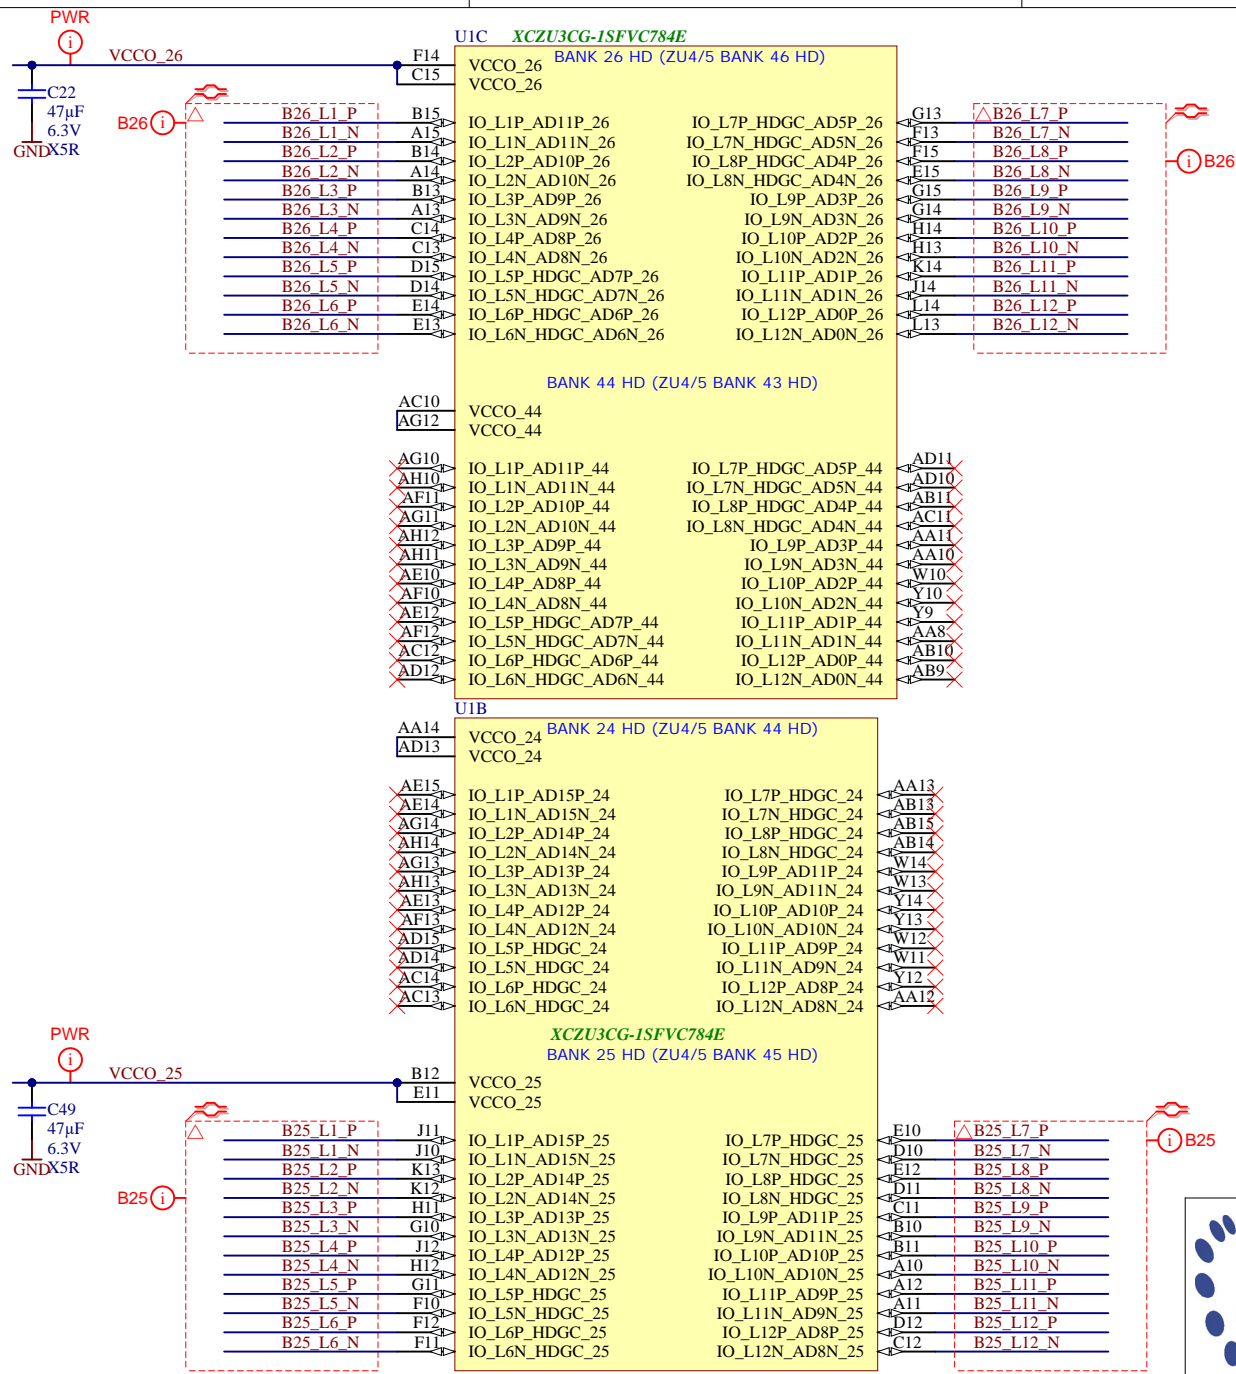 PWR
VCCO_26
C22
47µF
6.3V
X5R
GND
B26
U1C XCZU3CG-1SFVC784E
BANK 26 HD (ZU4/5 BANK 46 HD)
F14 VCCO_26
C15 VCCO_26
B26_L1_P B15 IO_L1P_AD11P_26 IO_L7P_HDGC_AD5P_26 G13 B26_L7_P
B26_L1_N A15 IO_L1N_AD11N_26 IO_L7N_HDGC_AD5N_26 F13 B26_L7_N
B26_L2_P B14 IO_L2P_AD10P_26 IO_L8P_HDGC_AD4P_26 F15 B26_L8_P
B26_L2_N A14 IO_L2N_AD10N_26 IO_L8N_HDGC_AD4N_26 E15 B26_L8_N
B26_L3_P B13 IO_L3P_AD9P_26 IO_L9P_AD3P_26 G15 B26_L9_P
B26_L3_N A13 IO_L3N_AD9N_26 IO_L9N_AD3N_26 G14 B26_L9_N
B26_L4_P C14 IO_L4P_AD8P_26 IO_L10P_AD2P_26 H14 B26_L10_P
B26_L4_N C13 IO_L4N_AD8N_26 IO_L10N_AD2N_26 H13 B26_L10_N
B26_L5_P D15 IO_L5P_HDGC_AD7P_26 IO_L11P_AD1P_26 K14 B26_L11_P
B26_L5_N D14 IO_L5N_HDGC_AD7N_26 IO_L11N_AD1N_26 J14 B26_L11_N
B26_L6_P E14 IO_L6P_HDGC_AD6P_26 IO_L12P_AD0P_26 L14 B26_L12_P
B26_L6_N E13 IO_L6N_HDGC_AD6N_26 IO_L12N_AD0N_26 L13 B26_L12_N
B26
BANK 44 HD (ZU4/5 BANK 43 HD)
AC10 VCCO_44
AG12 VCCO_44
AG10 IO_L1P_AD11P_44 IO_L7P_HDGC_AD5P_44 AD11
AH10 IO_L1N_AD11N_44 IO_L7N_HDGC_AD5N_44 AD10
AF11 IO_L2P_AD10P_44 IO_L8P_HDGC_AD4P_44 AB11
AG11 IO_L2N_AD10N_44 IO_L8N_HDGC_AD4N_44 AC11
AH12 IO_L3P_AD9P_44 IO_L9P_AD3P_44 AA11
AH11 IO_L3N_AD9N_44 IO_L9N_AD3N_44 AA10
AE10 IO_L4P_AD8P_44 IO_L10P_AD2P_44 W10
AF10 IO_L4N_AD8N_44 IO_L10N_AD2N_44 Y10
AE12 IO_L5P_HDGC_AD7P_44 IO_L11P_AD1P_44 Y9
AF12 IO_L5N_HDGC_AD7N_44 IO_L11N_AD1N_44 AA8
AC12 IO_L6P_HDGC_AD6P_44 IO_L12P_AD0P_44 AB10
AD12 IO_L6N_HDGC_AD6N_44 IO_L12N_AD0N_44 AB9
U1B
BANK 24 HD (ZU4/5 BANK 44 HD)
AA14 VCCO_24
AD13 VCCO_24
AE15 IO_L1P_AD15P_24 IO_L7P_HDGC_24 AA13
AE14 IO_L1N_AD15N_24 IO_L7N_HDGC_24 AB13
AG14 IO_L2P_AD14P_24 IO_L8P_HDGC_24 AB15
AH14 IO_L2N_AD14N_24 IO_L8N_HDGC_24 AB14
AG13 IO_L3P_AD13P_24 IO_L9P_AD11P_24 W14
AH13 IO_L3N_AD13N_24 IO_L9N_AD11N_24 W13
AE13 IO_L4P_AD12P_24 IO_L10P_AD10P_24 Y14
AF13 IO_L4N_AD12N_24 IO_L10N_AD10N_24 Y13
AD15 IO_L5P_HDGC_24 IO_L11P_AD9P_24 W12
AD14 IO_L5N_HDGC_24 IO_L11N_AD9N_24 W11
AC14 IO_L6P_HDGC_24 IO_L12P_AD8P_24 Y12
AC13 IO_L6N_HDGC_24 IO_L12N_AD8N_24 AA12
XCZU3CG-1SFVC784E
BANK 25 HD (ZU4/5 BANK 45 HD)
PWR
VCCO_25
C49
47µF
6.3V
X5R
GND
B25
B12 VCCO_25
E11 VCCO_25
B25_L1_P J11 IO_L1P_AD15P_25 IO_L7P_HDGC_25 E10 B25_L7_P
B25_L1_N J10 IO_L1N_AD15N_25 IO_L7N_HDGC_25 D10 B25_L7_N
B25_L2_P K13 IO_L2P_AD14P_25 IO_L8P_HDGC_25 E12 B25_L8_P
B25_L2_N K12 IO_L2N_AD14N_25 IO_L8N_HDGC_25 D11 B25_L8_N
B25_L3_P H11 IO_L3P_AD13P_25 IO_L9P_AD11P_25 C11 B25_L9_P
B25_L3_N G10 IO_L3N_AD13N_25 IO_L9N_AD11N_25 B10 B25_L9_N
B25_L4_P J12 IO_L4P_AD12P_25 IO_L10P_AD10P_25 B11 B25_L10_P
B25_L4_N H12 IO_L4N_AD12N_25 IO_L10N_AD10N_25 A10 B25_L10_N
B25_L5_P G11 IO_L5P_HDGC_25 IO_L11P_AD9P_25 A12 B25_L11_P
B25_L5_N F10 IO_L5N_HDGC_25 IO_L11N_AD9N_25 A11 B25_L11_N
B25_L6_P F12 IO_L6P_HDGC_25 IO_L12P_AD8P_25 D12 B25_L12_P
B25_L6_N F11 IO_L6N_HDGC_25 IO_L12N_AD8N_25 C12 B25_L12_N
B25